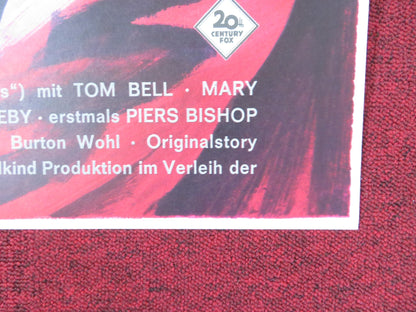 20th
CENTURY
FOX
s“) mit TOM BELL · MARY
EBY · erstmals PIERS BISHOP
Burton Wohl · Originalstory
lkind Produktion im Verleih der